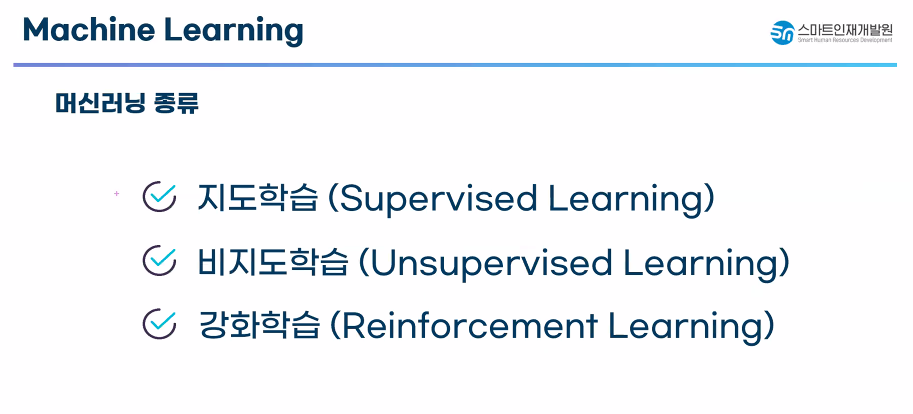 Machine Learning
스마트인재개발원
Smart Human Resources Development
머신러닝 종류
지도학습 (Supervised Learning)
비지도학습 (Unsupervised Learning)
강화학습 (Reinforcement Learning)